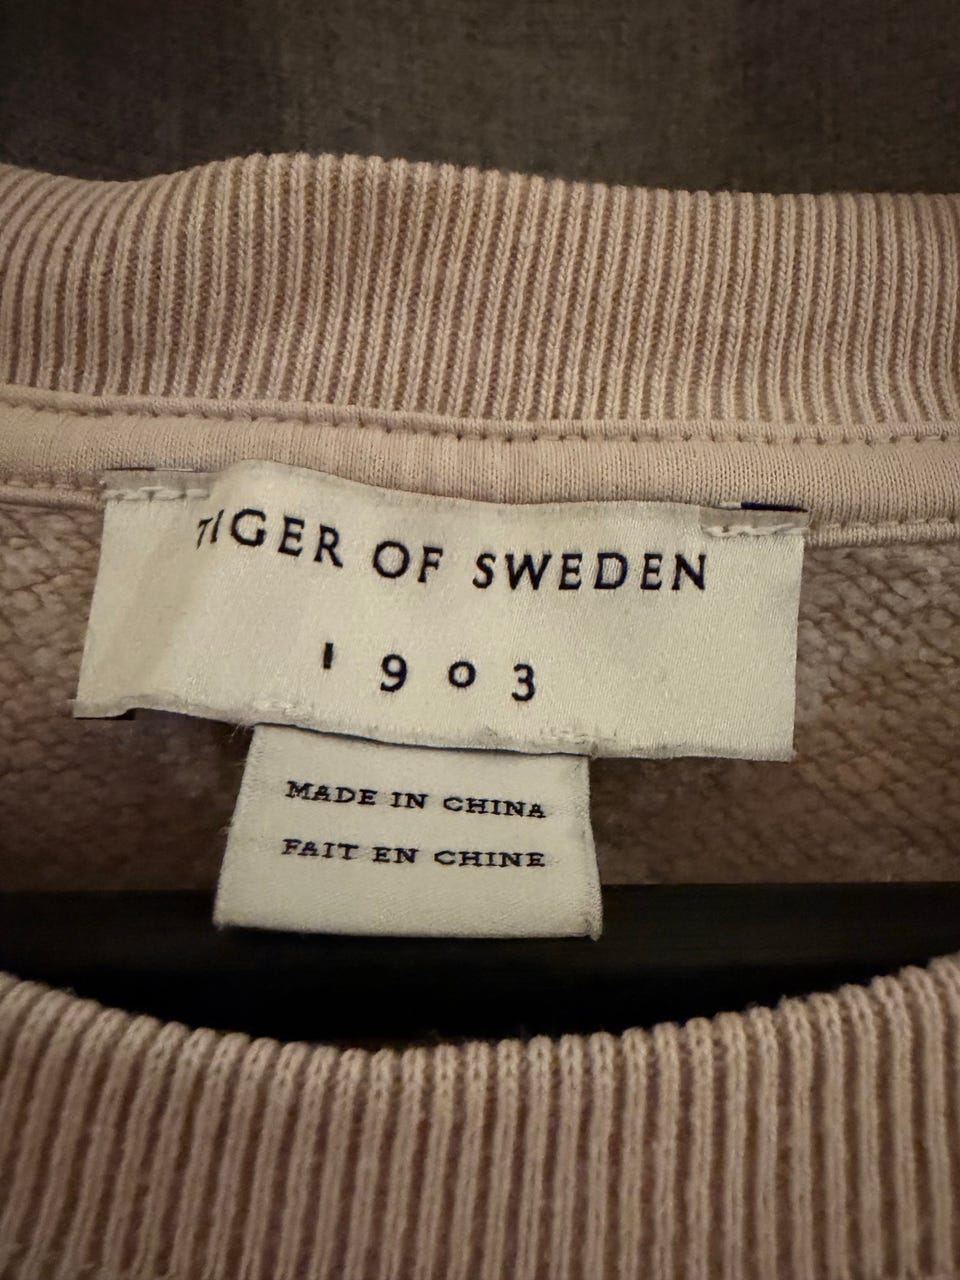 TIGER OF SWEDEN
1903
MADE IN CHINA
FAIT EN CHINE